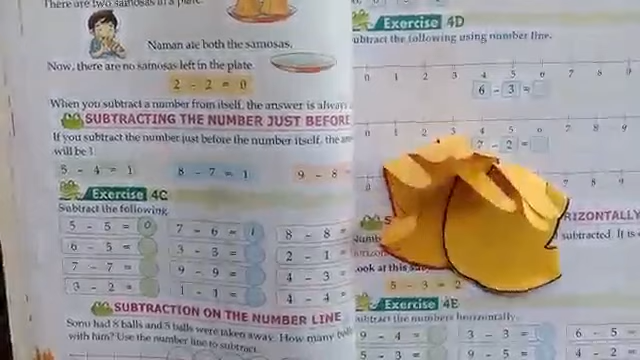 There are two samosas in a plate.
Naman ate both the samosas.
Now, there are no samosas left in the plate.
2 - 2 = 0
When you subtract a number from itself, the answer is always
SUBTRACTING THE NUMBER JUST BEFORE
If you subtract the number just before the number itself, the
will be 1.
5 - 4 = 1 8 - 7 = 1 9 - 8 =
Exercise 4C
Subtract the following.
5 - 5 = 0 7 - 6 = 1 8 - 8 =
6 - 5 = 3 - 3 = 2 - 1 =
7 - 7 = 9 - 9 = 4 - 3 =
3 - 2 = 1 - 1 = 4 - 4 =
SUBTRACTION ON THE NUMBER LINE
Sonu had 8 balls and 3 balls were taken away. How many
with him? Use the number line to subtract.
Exercise 4D
ubtract the following using number line.
0 1 2 3 4 5 6 7 8 9
6 - 3 =
0 1 2 3 4 5 6 7 8 9
7 - 2 =
0 7 8 9
RIZONTALLY
subtracted. It is
ook at this
5 - 3 = 2
Exercise 4E
ubtract the numbers horizontally.
9 - 4 = 3 - 3 = 6 - 5 =
5 - 3 = 9 - 5 = 4 - 2 =